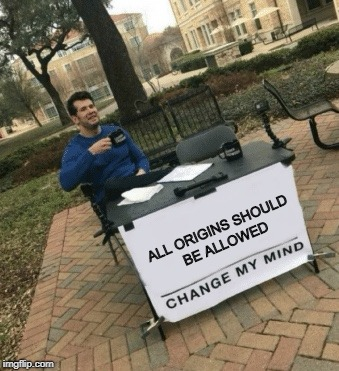 ALL ORIGINS SHOULD
BE ALLOWED
CHANGE MY MIND
imgflip.com